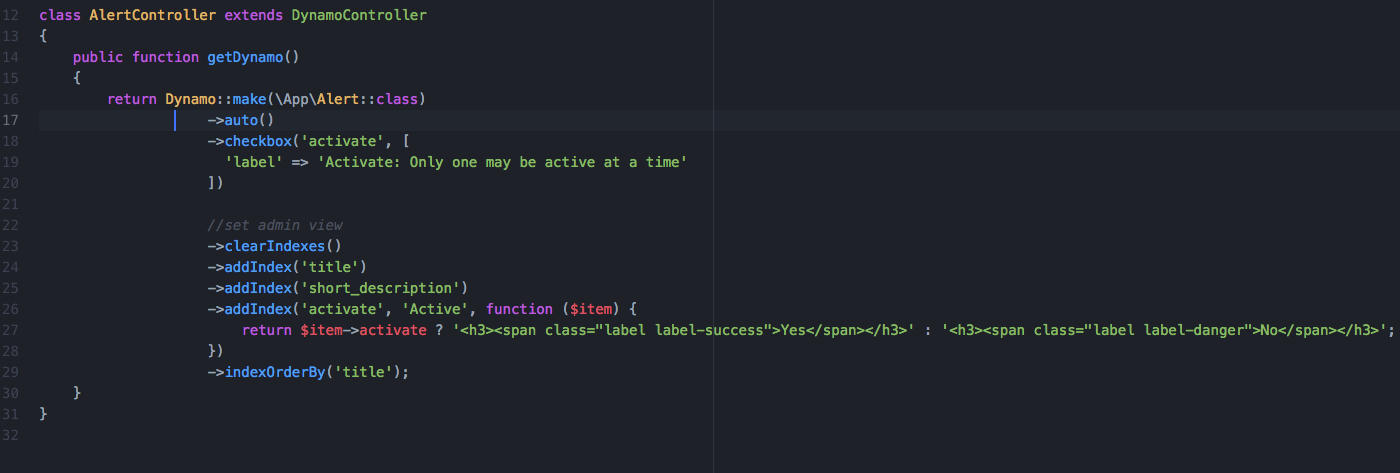 12 class AlertController extends DynamoController
13 {
14     public function getDynamo()
15     {
16         return Dynamo::make(\App\Alert::class)
17                     ->auto()
18                     ->checkbox('activate', [
19                       'label' => 'Activate: Only one may be active at a time'
20                     ])
21
22                     //set admin view
23                     ->clearIndexes()
24                     ->addIndex('title')
25                     ->addIndex('short_description')
26                     ->addIndex('activate', 'Active', function ($item) {
27                         return $item->activate ? '<h3><span class="label label-success">Yes</span></h3>' : '<h3><span class="label label-danger">No</span></h3>';
28                     })
29                     ->indexOrderBy('title');
30     }
31 }
32